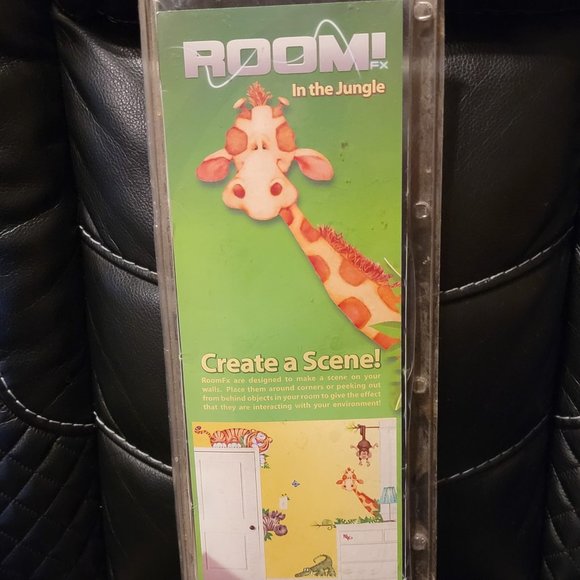 ROOM!
FX
In the Jungle
Create a Scene!
RoomFx are designed to make a scene on your
walls. Place them around corners or peeking out
from behind objects in your room to give the effect
that they are interacting with your environment!